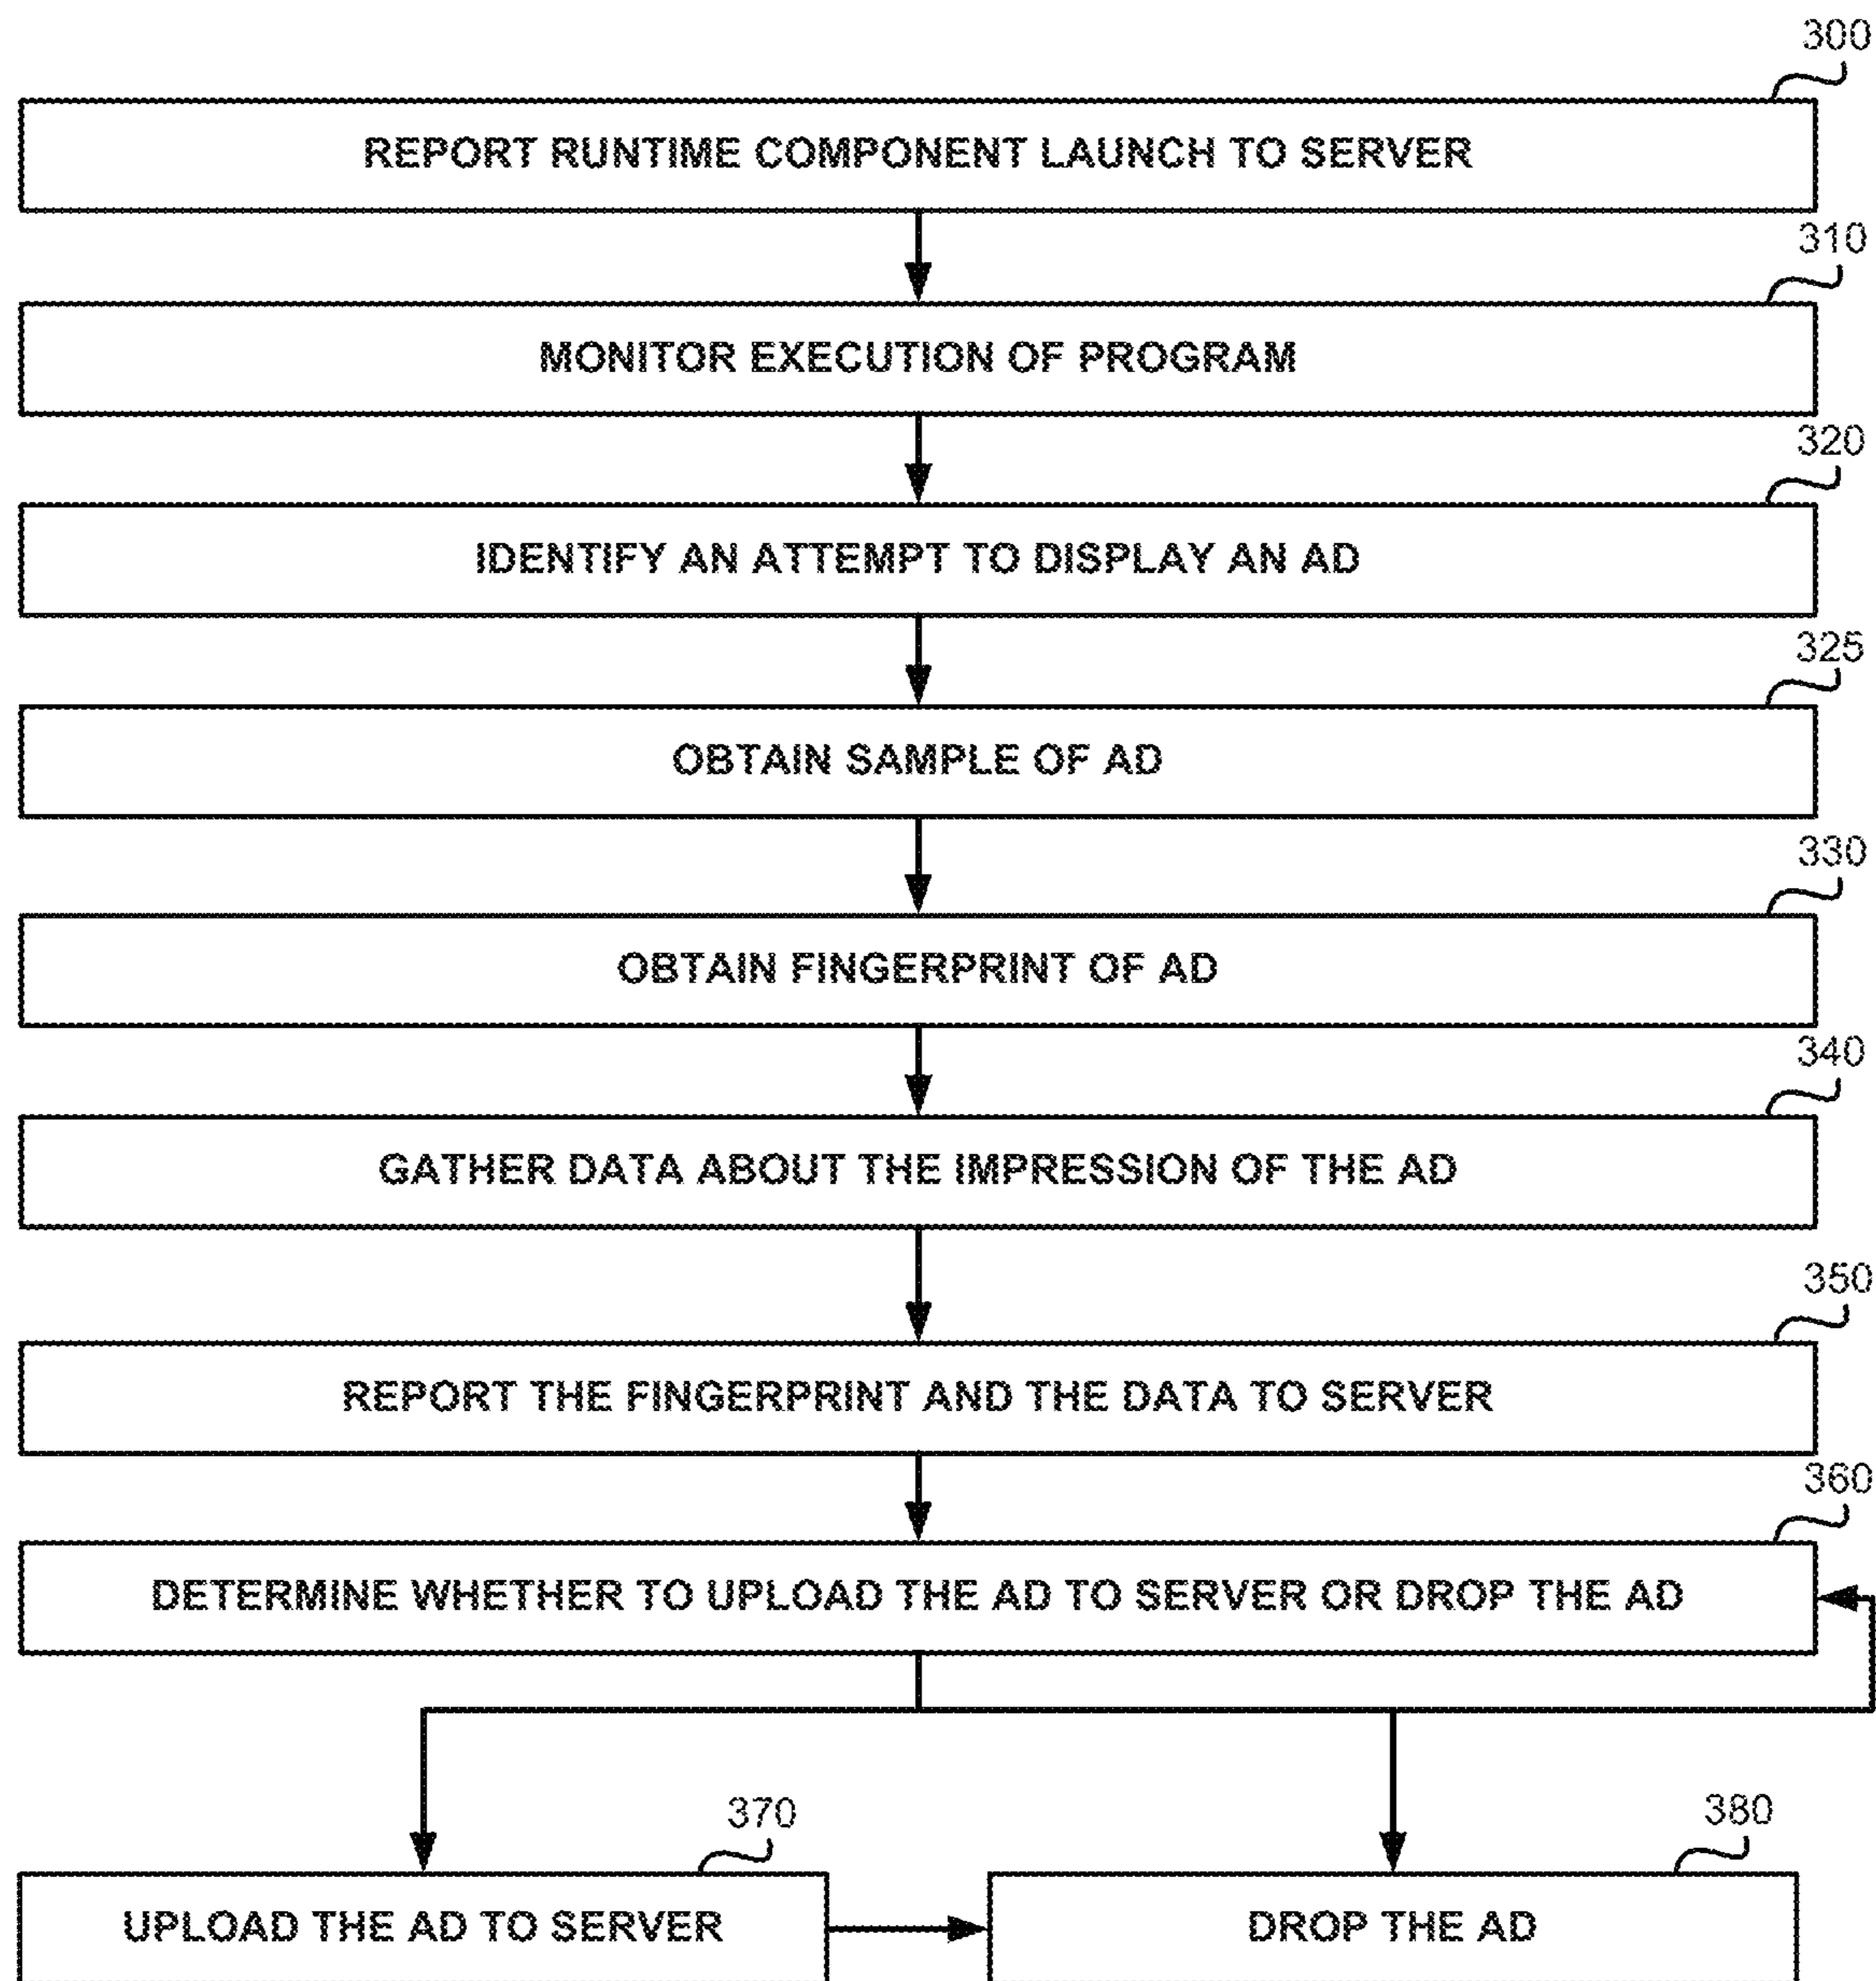 300
REPORT RUNTIME COMPONENT LAUNCH TO SERVER
310
MONITOR EXECUTION OF PROGRAM
320
IDENTIFY AN ATTEMPT TO DISPLAY AN AD
325
OBTAIN SAMPLE OF AD
330
OBTAIN FINGERPRINT OF AD
340
GATHER DATA ABOUT THE IMPRESSION OF THE AD
350
REPORT THE FINGERPRINT AND THE DATA TO SERVER
360
DETERMINE WHETHER TO UPLOAD THE AD TO SERVER OR DROP THE AD
370
UPLOAD THE AD TO SERVER
380
DROP THE AD